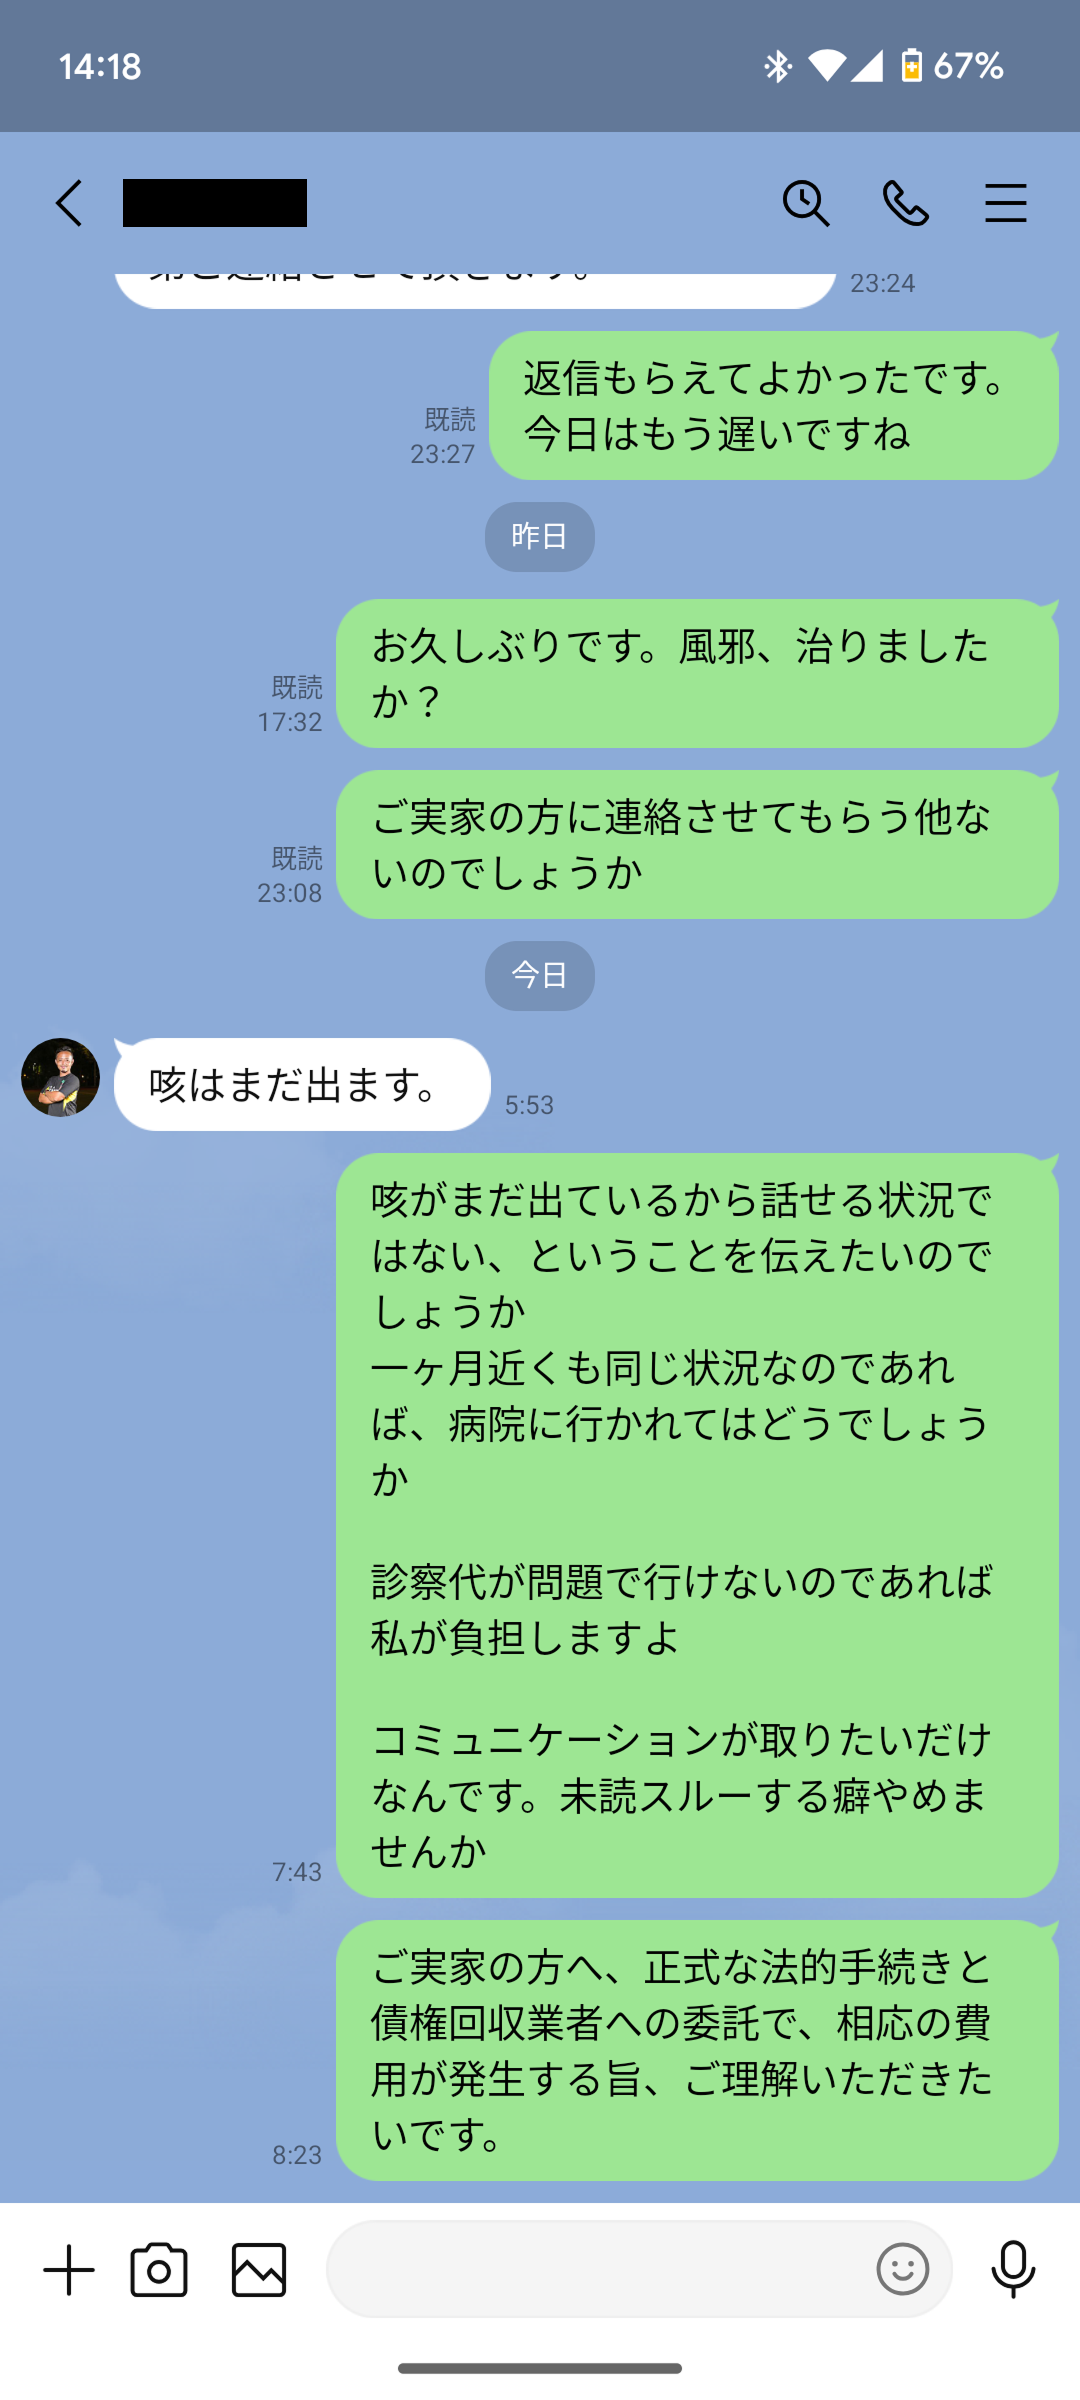 14:18
67%
23:24
返信もらえてよかったです。
今日はもう遅いですね
既読
23:27
昨日
お久しぶりです。風邪、治りました
か？
既読
17:32
ご実家の方に連絡させてもらう他な
いのでしょうか
既読
23:08
今日
咳はまだ出ます。
5:53
咳がまだ出ているから話せる状況で
はない、ということを伝えたいので
しょうか
一ヶ月近くも同じ状況なのであれ
ば、病院に行かれてはどうでしょう
か
診察代が問題で行けないのであれば
私が負担しますよ
コミュニケーションが取りたいだけ
なんです。未読スルーする癖やめま
せんか
7:43
ご実家の方へ、正式な法的手続きと
債権回収業者への委託で、相応の費
用が発生する旨、ご理解いただきた
いです。
8:23